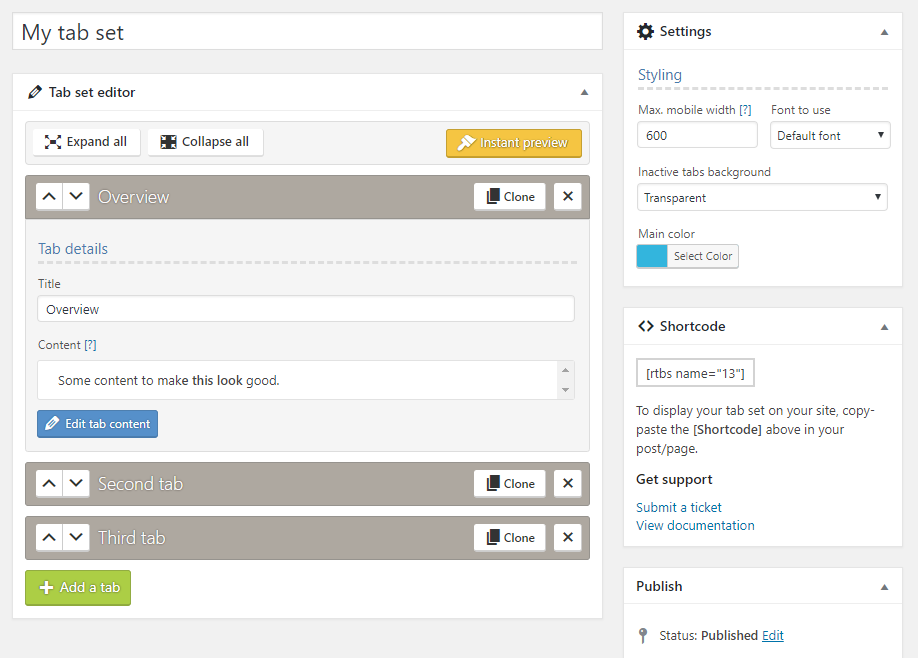 My tab set
Tab set editor
Expand all
Collapse all
Instant preview
Overview
Clone
Tab details
Title
Overview
Content [?]
Some content to make this look good.
Edit tab content
Second tab
Clone
Third tab
Clone
Add a tab
Settings
Styling
Max. mobile width [?]
Font to use
600
Default font
Inactive tabs background
Transparent
Main color
Select Color
Shortcode
[rtbs name="13"]
To display your tab set on your site, copy-
paste the [Shortcode] above in your
post/page.
Get support
Submit a ticket
View documentation
Publish
Status: Published Edit